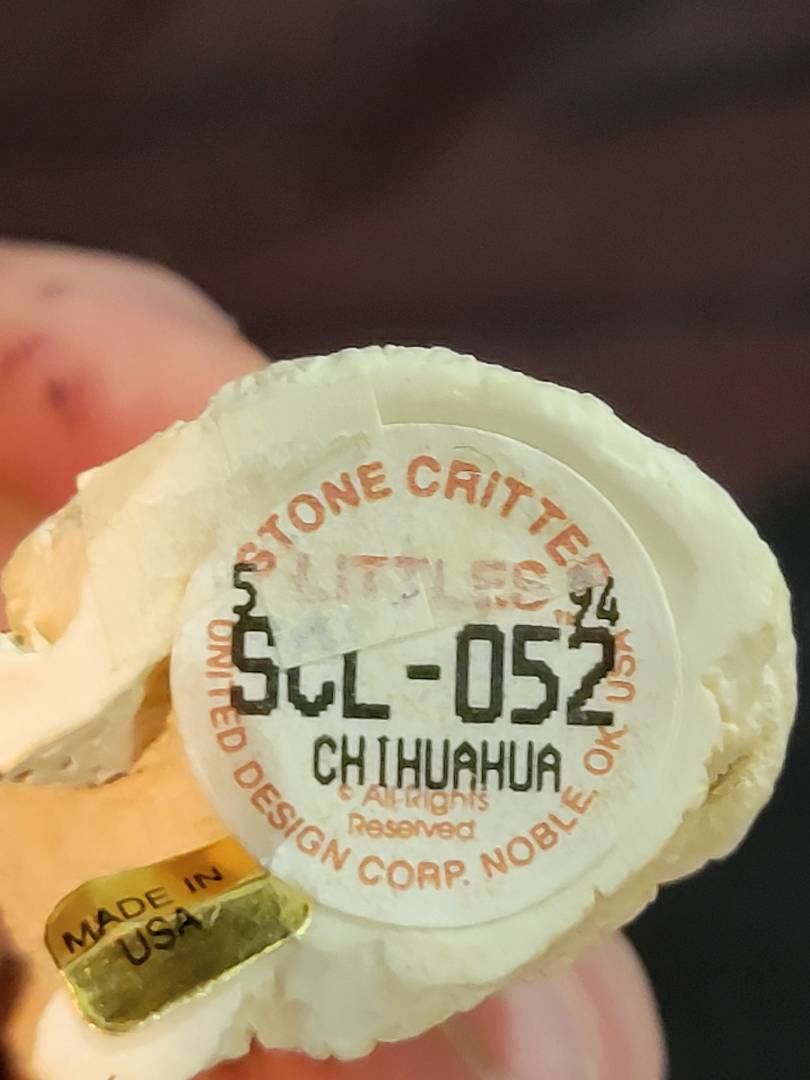 STONE CRITTERS
LITTLES ™
5 94
SCL-052
CHIHUAHUA
© All Rights
Reserved
UNITED DESIGN CORP. NOBLE, OK USA
MADE IN
USA